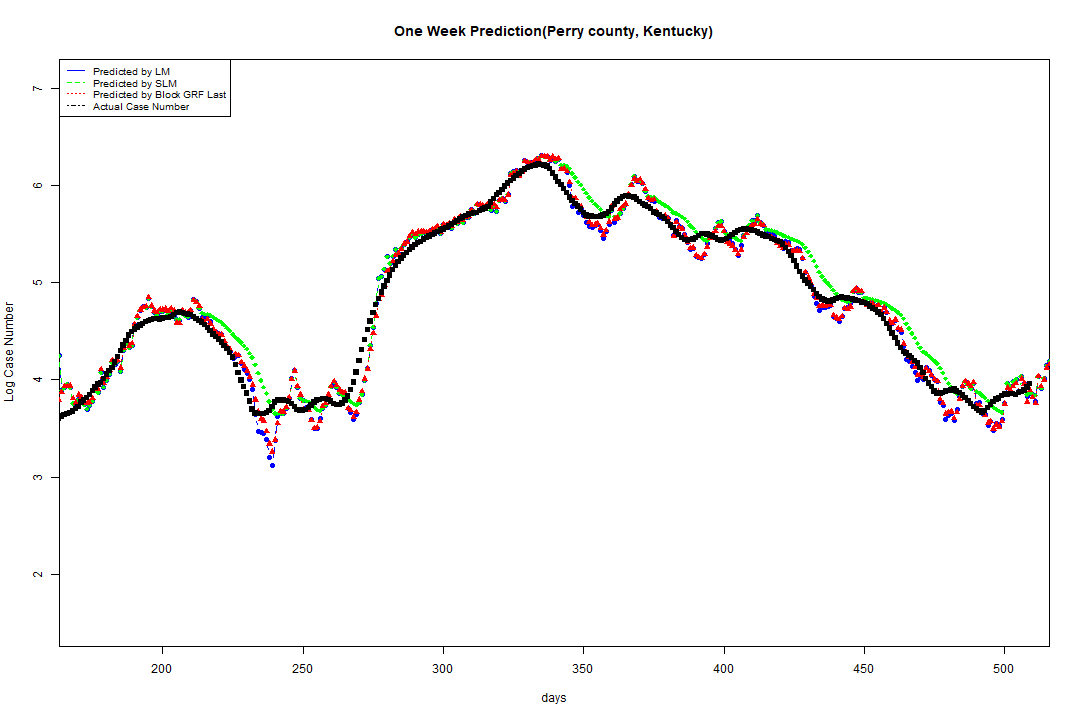 One Week Prediction(Perry county, Kentucky)
Predicted by LM
Predicted by SLM
Predicted by Block GRF Last
Actual Case Number
7
6
5
4
3
2
Log Case Number
200 250 300 350 400 450 500
days